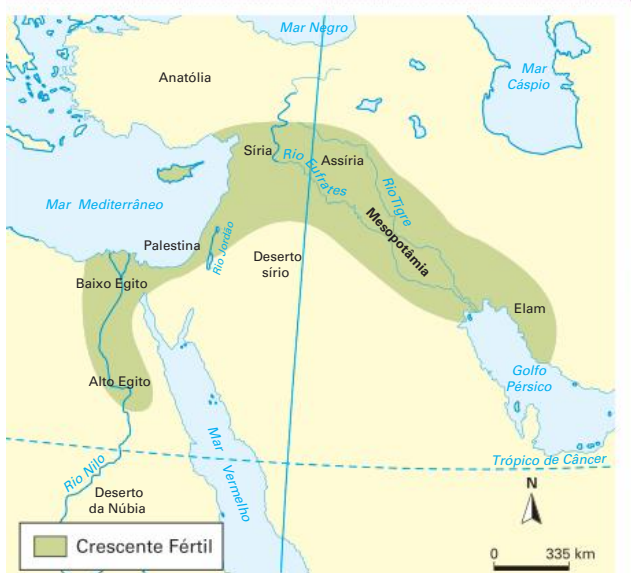 Mar Negro
Mar
Cáspio
Anatólia
Síria
Rio Eufrates
Assíria
Rio Tigre
Mesopotâmia
Mar Mediterrâneo
Palestina
Rio Jordão
Deserto
sírio
Baixo Egito
Elam
Golfo
Pérsico
Alto Egito
Mar Vermelho
Trópico de Câncer
Rio Nilo
Deserto
da Núbia
N
0 335 km
Crescente Fértil